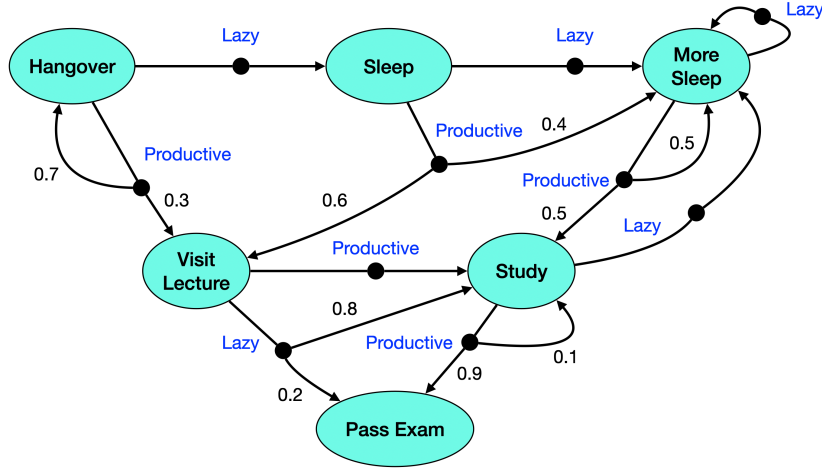 Lazy
Lazy
Lazy
Hangover
Sleep
More
Sleep
Productive
Productive
0.4
0.5
0.7
0.3
0.6
Productive
0.5
Lazy
Productive
Visit
Lecture
Study
0.8
Lazy
Productive
0.1
0.2
0.9
Pass Exam